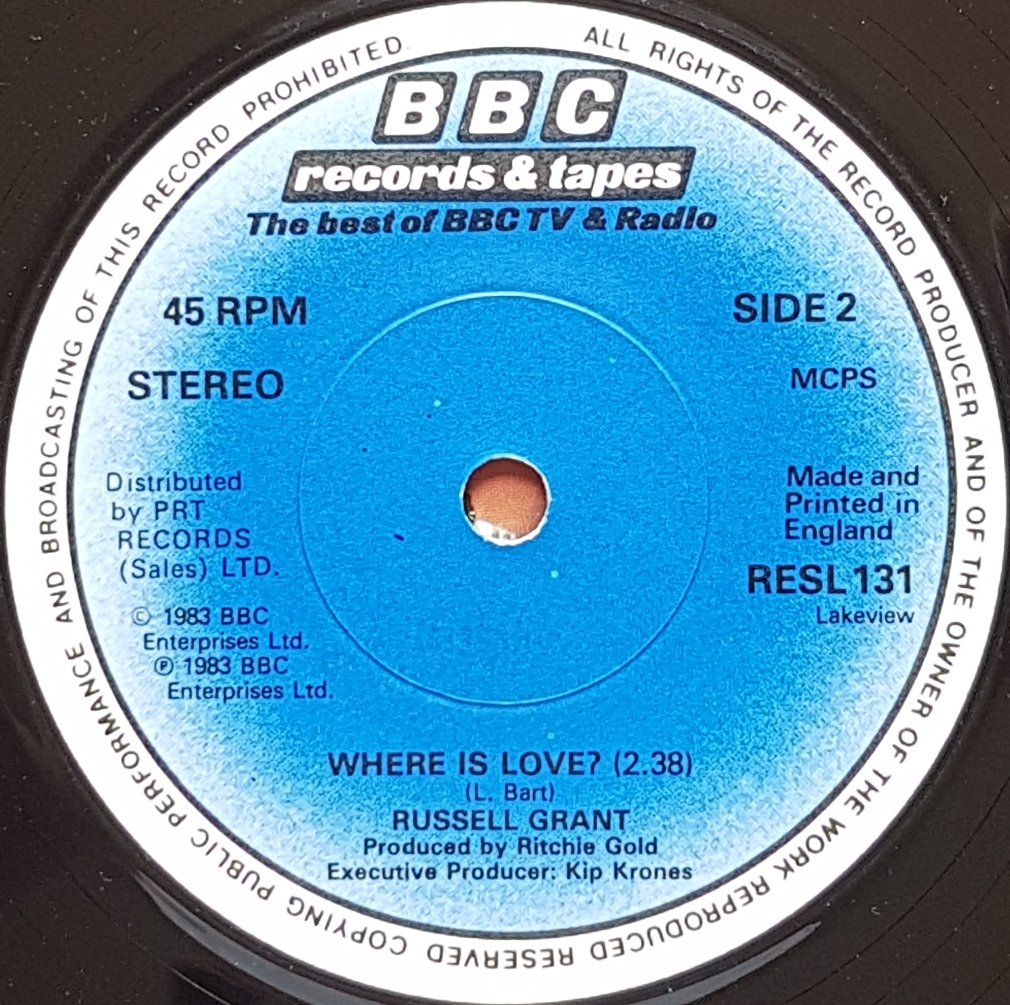 ALL RIGHTS OF THE RECORD PRODUCER AND OF THE OWNER OF THE WORK REPRODUCED RESERVED COPYING PUBLIC PERFORMANCE AND BROADCASTING OF THIS RECORD PROHIBITED.
BBC
records & tapes
The best of BBC TV & Radio
45 RPM
SIDE 2
STEREO
MCPS
Distributed
by PRT
RECORDS
(Sales) LTD.
Made and
Printed in
England
RESL 131
Lakeview
© 1983 BBC
Enterprises Ltd.
℗ 1983 BBC
Enterprises Ltd.
WHERE IS LOVE? (2.38)
(L. Bart)
RUSSELL GRANT
Produced by Ritchie Gold
Executive Producer: Kip Krones